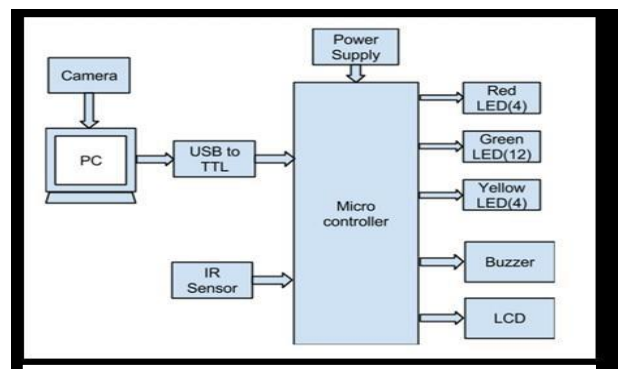 Power
Supply
Camera
Red
LED(4)
PC
USB to
TTL
Green
LED(12)
Yellow
LED(4)
Micro
controller
IR
Sensor
Buzzer
LCD